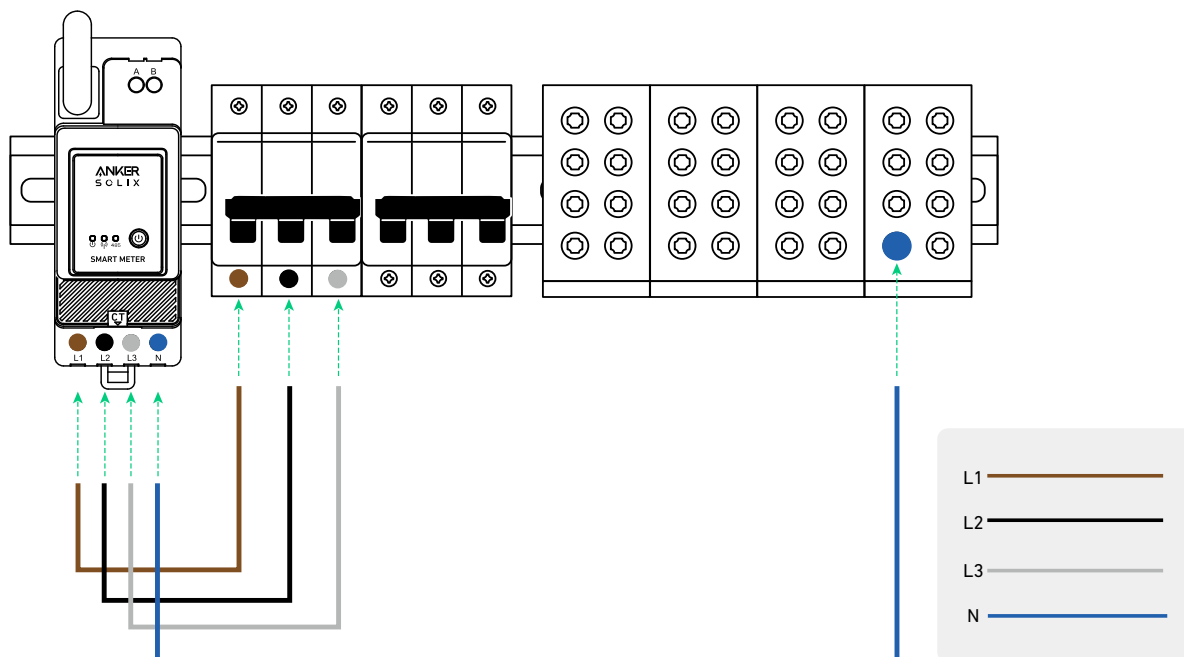 A B
ANKER
SOLIX
485
SMART METER
CT
L1 L2 L3 N
L1
L2
L3
N